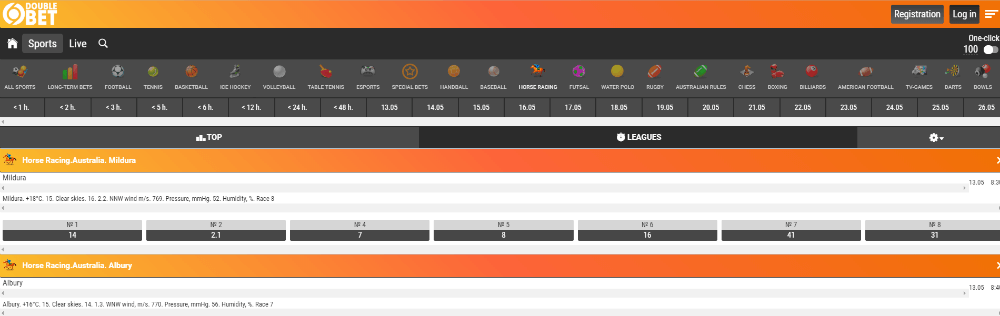 DOUBLE
BET
Registration
Log in
Sports
Live
One-click
100
ALL SPORTS LONG-TERM BETS FOOTBALL TENNIS BASKETBALL ICE HOCKEY VOLLEYBALL TABLE TENNIS ESPORTS SPECIAL BETS HANDBALL BASEBALL HORSE RACING FUTSAL WATER POLO RUGBY AUSTRALIAN RULES CHESS BOXING BILLIARDS AMERICAN FOOTBALL TV-GAMES DARTS BOWLS
< 1 h. < 2 h. < 3 h. < 5 h. < 6 h. < 12 h. < 24 h. < 48 h. 13.05 14.05 15.05 16.05 17.05 18.05 19.05 20.05 21.05 22.05 23.05 24.05 25.05 26.05
TOP
LEAGUES
Horse Racing.Australia. Mildura
Mildura
13.05 8:3
Mildura. +18°C. 15. Clear skies. 16. 2.2. NNW wind m/s. 769. Pressure, mmHg. 52. Humidity, %. Race 8
№ 1 № 2 № 4 № 5 № 6 № 7 № 8
14 2.1 7 8 16 41 31
Horse Racing.Australia. Albury
Albury
13.05 8:4
Albury. +16°C. 15. Clear skies. 14. 1.3. WNW wind, m/s. 770. Pressure, mmHg. 56. Humidity, %. Race 7